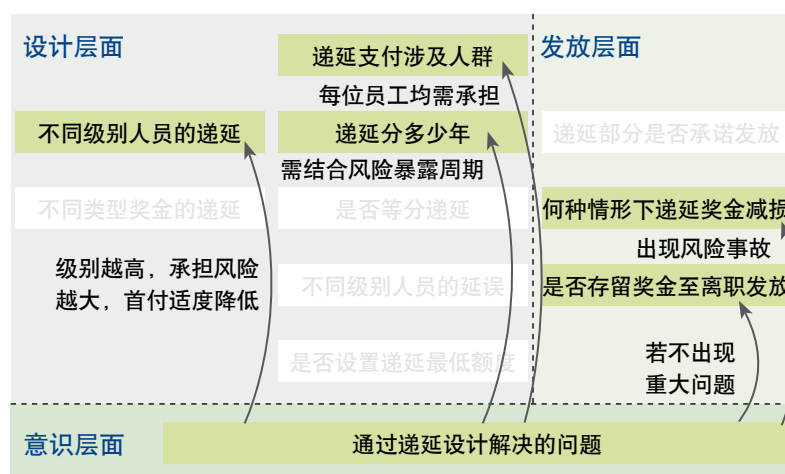 设计层面
递延支付涉及人群
发放层面
每位员工均需承担
不同级别人员的递延
递延分多少年
递延部分是否承诺发放
需结合风险暴露周期
不同类型奖金的递延
是否等分递延
何种情形下递延奖金减损
出现风险事故
级别越高，承担风险
越大，首付适度降低
不同级别人员的延误
是否存留奖金至离职发放
是否设置递延最低额度
若不出现
重大问题
意识层面
通过递延设计解决的问题